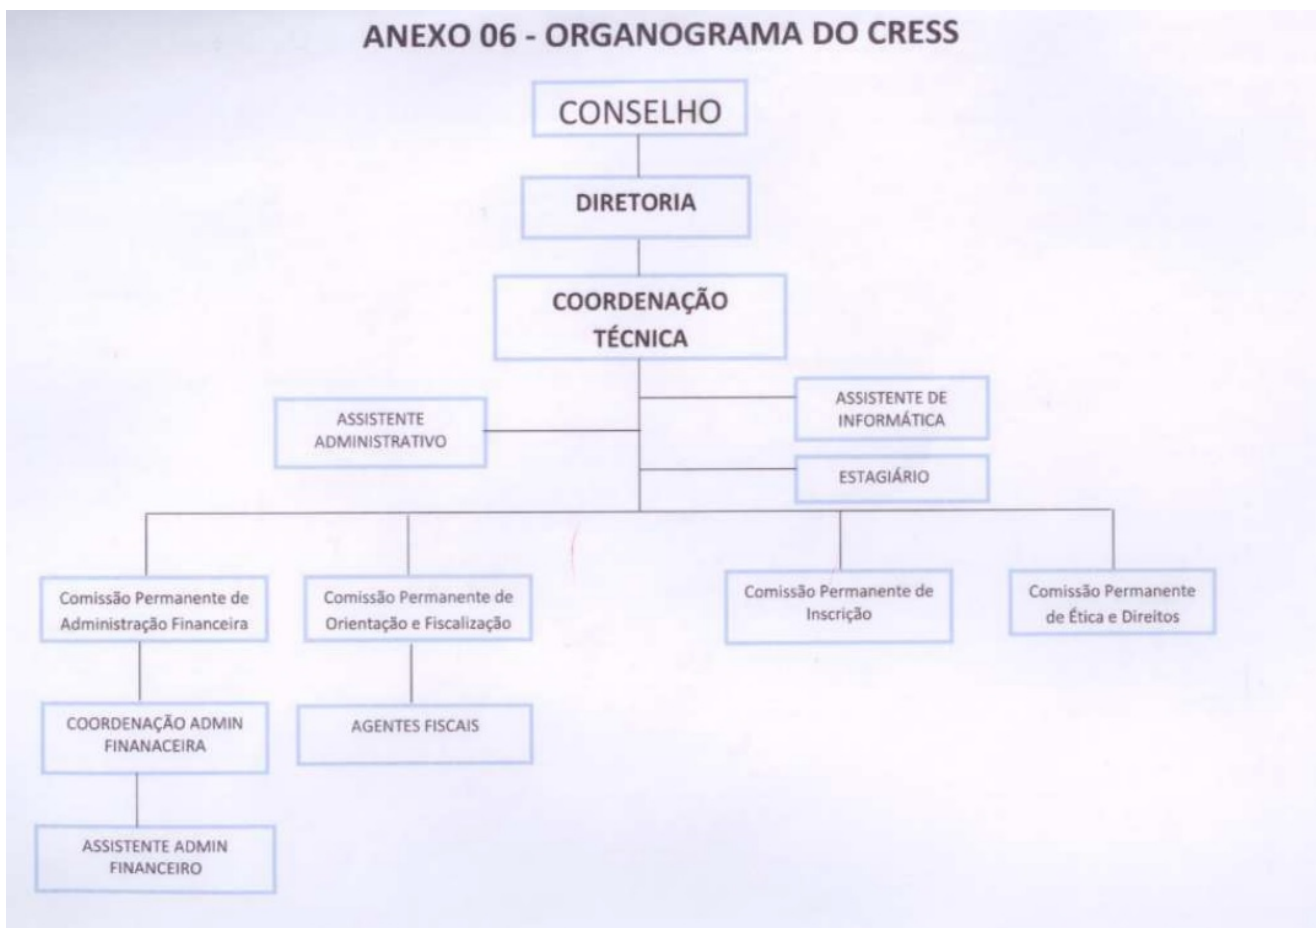 ANEXO 06 - ORGANOGRAMA DO CRESS
CONSELHO
DIRETORIA
COORDENAÇÃO
TÉCNICA
ASSISTENTE DE
INFORMÁTICA
ASSISTENTE
ADMINISTRATIVO
ESTAGIÁRIO
Comissão Permanente de
Administração Financeira
Comissão Permanente de
Orientação e Fiscalização
Comissão Permanente de
Inscrição
Comissão Permanente
de Ética e Direitos
COORDENAÇÃO ADMIN
FINANACEIRA
AGENTES FISCAIS
ASSISTENTE ADMIN
FINANCEIRO